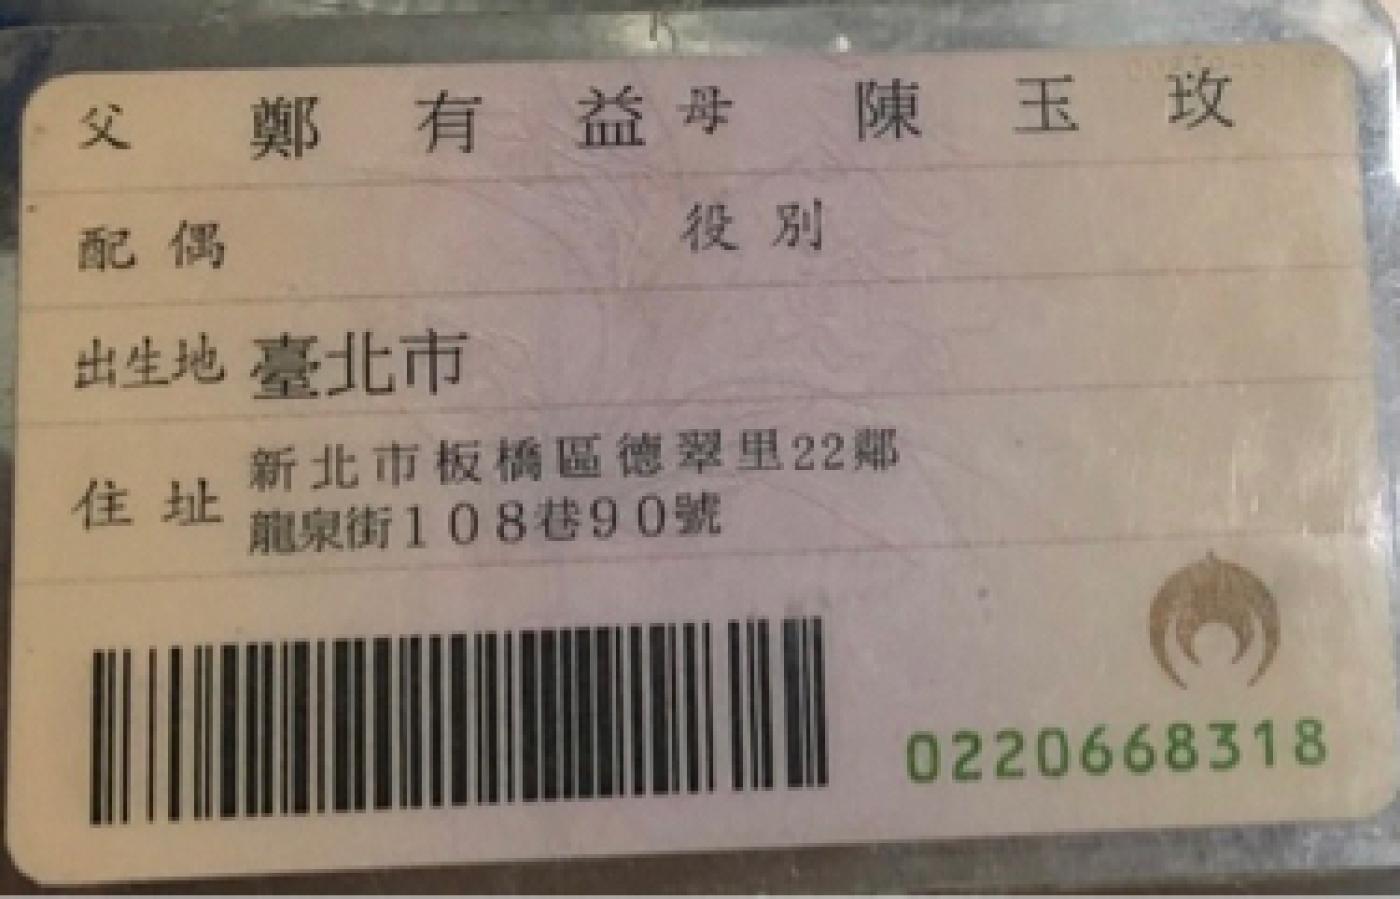 父 鄭有益 母 陳玉玫
配偶 役別
出生地 臺北市
住址 新北市板橋區德翠里22鄰
龍泉街108巷90號
0220668318